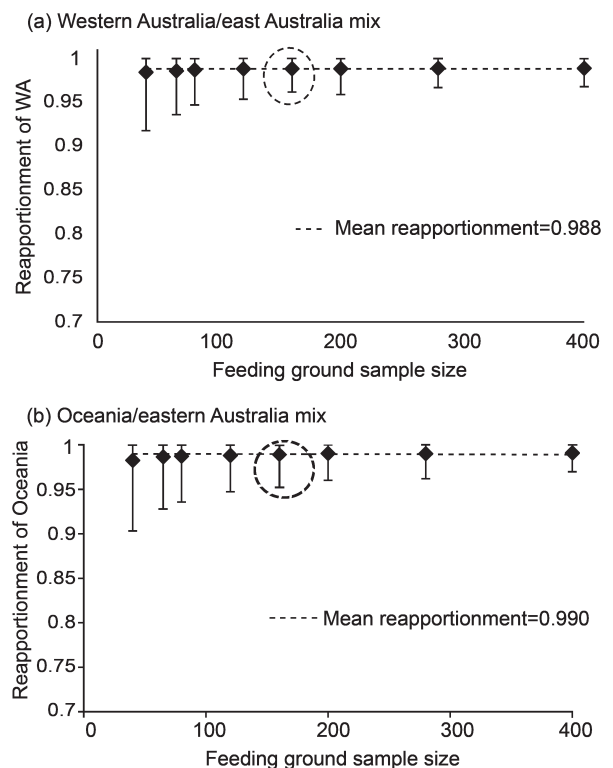 (a) Western Australia/east Australia mix
1
0.95
0.9
0.85
0.8
0.75
0.7
Reapportionment of WA
Mean reapportionment=0.988
0 100 200 300 400
Feeding ground sample size
(b) Oceania/eastern Australia mix
1
0.95
0.9
0.85
0.8
0.75
0.7
Reapportionment of Oceania
Mean reapportionment=0.990
0 100 200 300 400
Feeding ground sample size